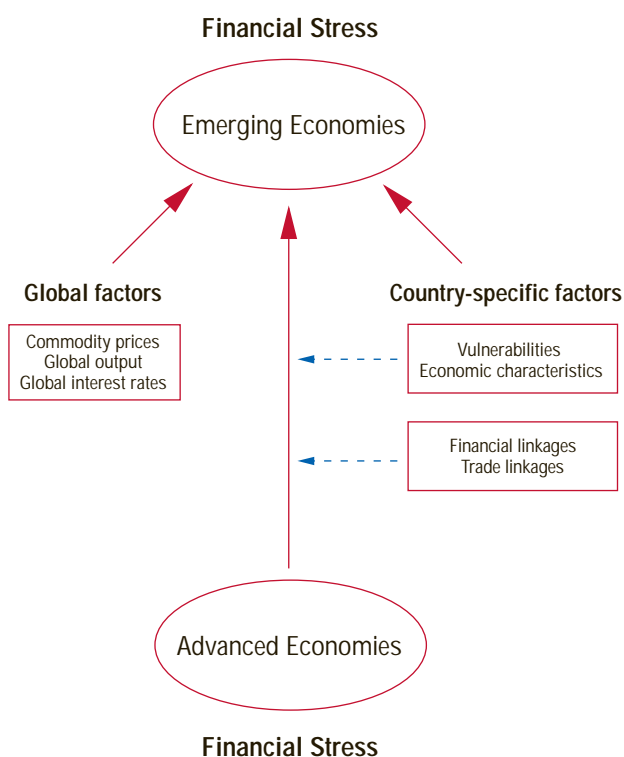 Financial Stress
Emerging Economies
Global factors
Commodity prices
Global output
Global interest rates
Country-specific factors
Vulnerabilities
Economic characteristics
Financial linkages
Trade linkages
Advanced Economies
Financial Stress